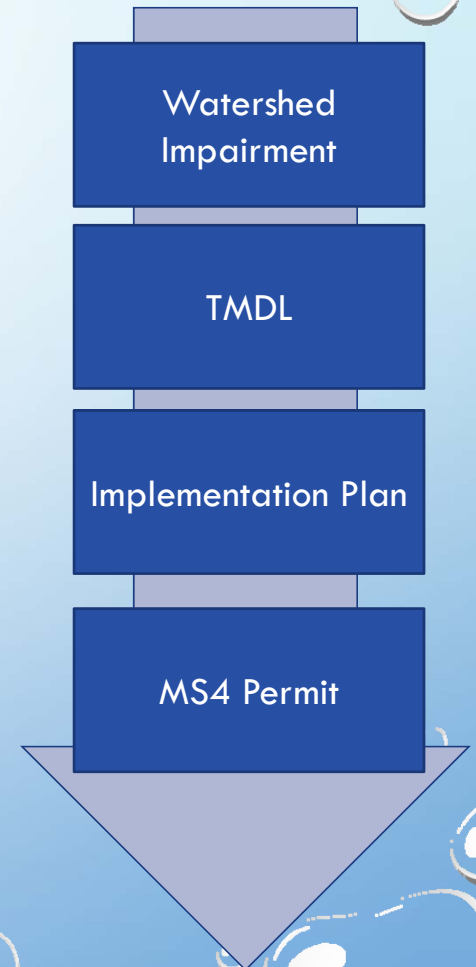 Watershed
Impairment
TMDL
Implementation Plan
MS4 Permit